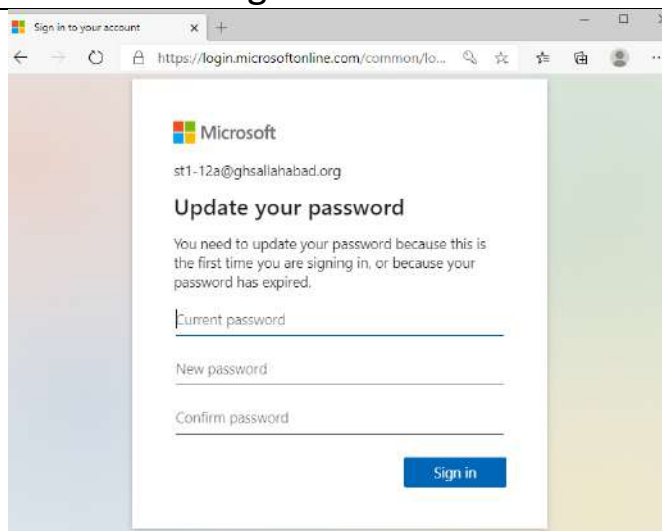 Sign in to your account
https://login.microsoftonline.com/common/lo...
Microsoft
st1-12a@ghsallahabad.org
Update your password
You need to update your password because this is
the first time you are signing in, or because your
password has expired.
Current password
New password
Confirm password
Sign in